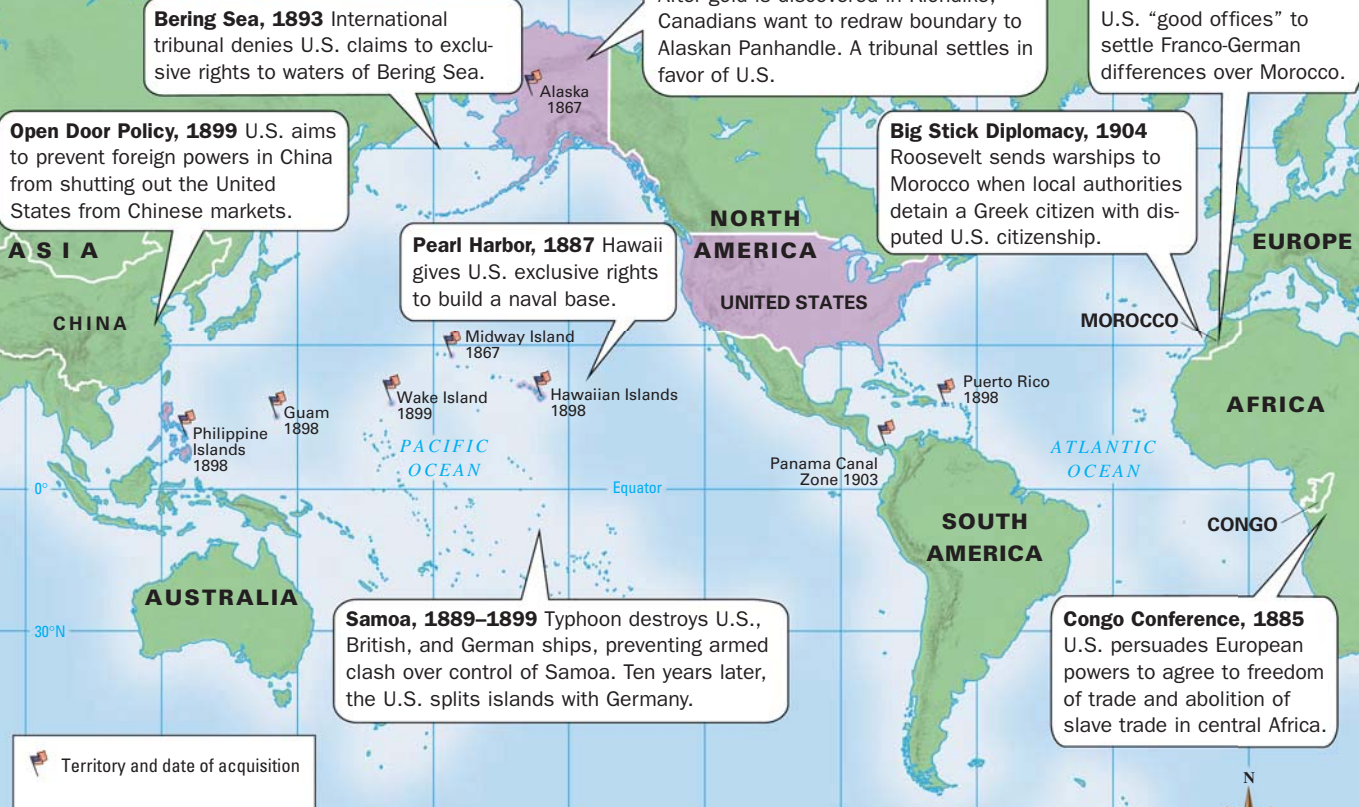 Bering Sea, 1893 International
tribunal denies U.S. claims to exclu-
sive rights to waters of Bering Sea.
Canadians want to redraw boundary to
Alaskan Panhandle. A tribunal settles in
favor of U.S.
U.S. “good offices” to
settle Franco-German
differences over Morocco.
Alaska
1867
Open Door Policy, 1899 U.S. aims
to prevent foreign powers in China
from shutting out the United
States from Chinese markets.
Big Stick Diplomacy, 1904
Roosevelt sends warships to
Morocco when local authorities
detain a Greek citizen with dis-
puted U.S. citizenship.
Pearl Harbor, 1887 Hawaii
gives U.S. exclusive rights
to build a naval base.
NORTH
AMERICA
ASIA
EUROPE
CHINA
UNITED STATES
MOROCCO
Midway Island
1867
Wake Island
1899
Hawaiian Islands
1898
Guam
1898
Philippine
Islands
1898
Puerto Rico
1898
AFRICA
PACIFIC
OCEAN
ATLANTIC
OCEAN
Panama Canal
Zone 1903
0°
Equator
SOUTH
AMERICA
CONGO
AUSTRALIA
30°N
Samoa, 1889–1899 Typhoon destroys U.S.,
British, and German ships, preventing armed
clash over control of Samoa. Ten years later,
the U.S. splits islands with Germany.
Congo Conference, 1885
U.S. persuades European
powers to agree to freedom
of trade and abolition of
slave trade in central Africa.
Territory and date of acquisition
N